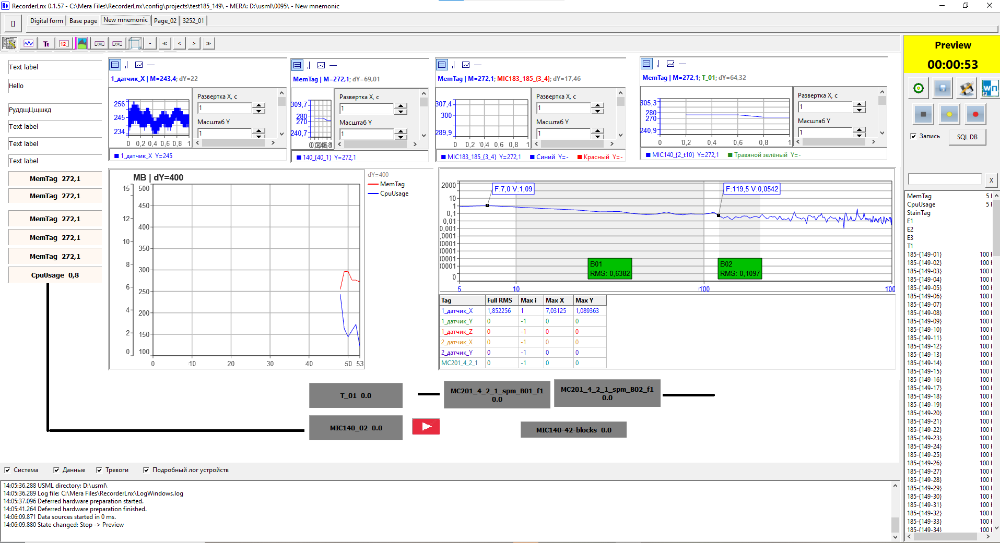 RecorderLnx 0.1.57 - C:\Mera Files\RecorderLnx\config\projects\test185_149\ - MERA: D:\usml\0095\ - New mnemonic
[] Digital form Base page New mnemonic Page_02 3252_01
Tt [12] OK OK - ≪ < > ≫
Preview
00:00:53
Запись SQL DB
X
Text label
Hello
РуддщЦщшкд
Text label
Text label
Text label
MemTag 272,1
MemTag 272,1
MemTag 272,1
MemTag 272,1
MemTag 272,1
CpuUsage 0,8
1_датчик_X | M=243,4; dY=22
256
245
234
0 0,2 0,4 0,6 0,8 1
Развертка X, с
1
Масштаб Y
1
1_датчик_X Y=245
MemTag | M=272,1; dY=69,01
309,7
280
270
240,7
Развертка X, с
1
Масштаб Y
1
140_{40_1} Y=272,1
MemTag | M=272,1; MIC183_185_{3_4}; dY=17,46
307,4
300
289,9
0 0,2 0,4 0,6 0,8 1
Развертка X, с
1
Масштаб Y
1
MIC183_185_{3_4} Y=272,1 Синий Y=- Красный Y=-
MemTag | M=272,1; T_01; dY=64,32
305,3
280
270
240,9
0 0,2 0,4 0,6 0,8 1
Развертка X, с
1
Масштаб Y
1
MIC140_{2_t10} Y=272,1 Травяной зелёный Y=-
MB | dY=400
15 500
450
12 400
10 350
8 300
6 250
4 200
2 150
0 100
0 10 20 30 40 50 53
dY=400
MemTag
CpuUsage
2000
10
1
0,1
0,01
0,001
00001
00001
00001
00001
0
F:7,0 V:1,09
F:119,5 V:0,0542
B01
RMS: 0,6382
B02
RMS: 0,1097
5 10 100 100
Tag Full RMS Max i Max X Max Y
1_датчик_X 1,852256 1 7,03125 1,089363
1_датчик_Y 0 -1 0 0
1_датчик_Z 0 -1 0 0
2_датчик_X 0 -1 0 0
2_датчик_Y 0 -1 0 0
MC201_4_2_1 0 -1 0 0
T_01 0.0
MC201_4_2_1_spm_B01_f1
0.0
MC201_4_2_1_spm_B02_f1
0.0
MIC140_02 0.0
MIC140-42-blocks 0.0
MemTag 5
CpuUsage 5
StainTag
E1
E2
E3
T1
185-{149-01} 100
185-{149-02} 100
185-{149-03} 100
185-{149-04} 100
185-{149-05} 100
185-{149-06} 100
185-{149-07} 100
185-{149-08} 100
185-{149-09} 100
185-{149-10} 100
185-{149-11} 100
185-{149-12} 100
185-{149-13} 100
185-{149-14} 100
185-{149-15} 100
185-{149-16} 100
185-{149-17} 100
185-{149-18} 100
185-{149-19} 100
185-{149-20} 100
185-{149-21} 100
185-{149-22} 100
185-{149-23} 100
185-{149-24} 100
185-{149-25} 100
185-{149-26} 100
185-{149-27} 100
185-{149-28} 100
185-{149-29} 100
185-{149-30} 100
185-{149-31} 100
185-{149-32} 100
185-{149-33} 100
185-{149-34} 100
Система Данные Тревоги Подробный лог устройств
14:05:36.288 USML directory: D:\usml\
14:05:36.289 Log file: C:\Mera Files\RecorderLnx\LogWindows.log
14:05:37.096 Deferred hardware preparation started.
14:05:41.264 Deferred hardware preparation finished.
14:06:09.871 Data sources started in 0 ms.
14:06:09.880 State changed: Stop -> Preview